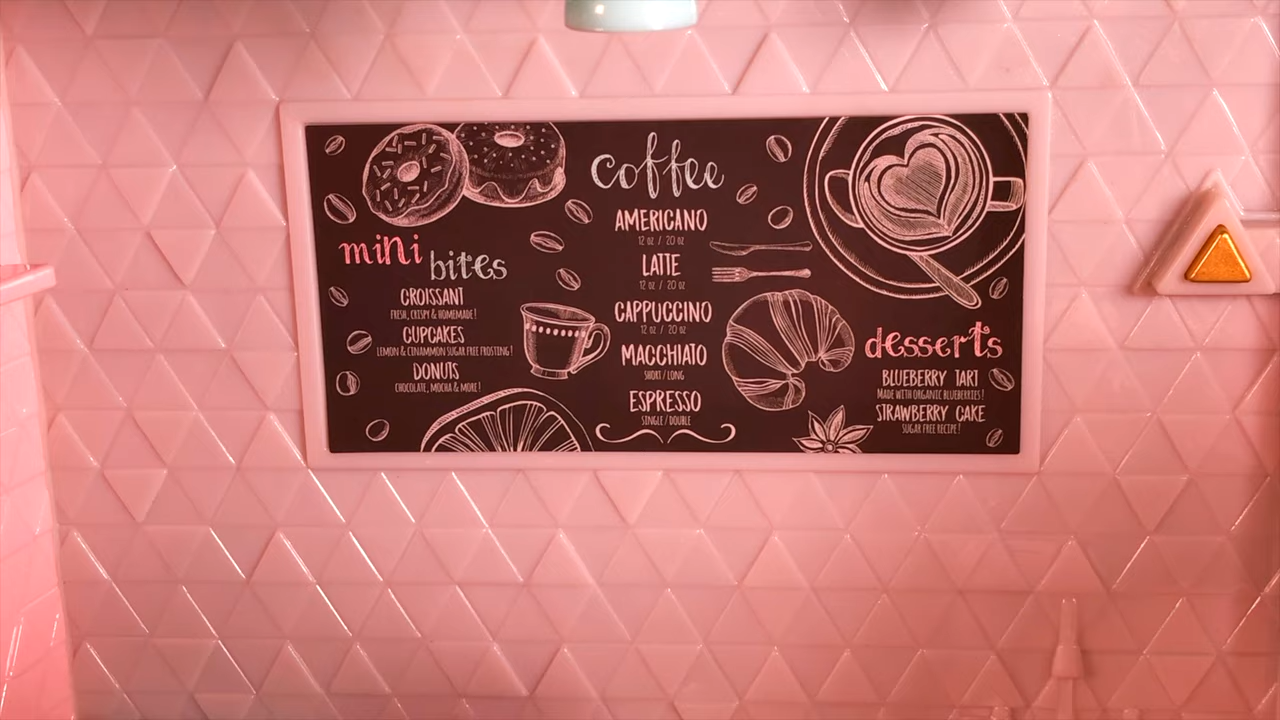 mini bites
CROISSANT
FRESH, CRISPY & HOMEMADE!
CUPCAKES
LEMON & CINAMMON SUGAR FREE FROSTING!
DONUTS
CHOCOLATE, MOCHA & MORE!
coffee
AMERICANO
12 oz / 20 oz
LATTE
12 oz / 20 oz
CAPPUCCINO
12 oz / 20 oz
MACCHIATO
SHORT / LONG
ESPRESSO
SINGLE / DOUBLE
desserts
BLUEBERRY TART
MADE WITH ORGANIC BLUEBERRIES!
STRAWBERRY CAKE
SUGAR FREE RECIPE!